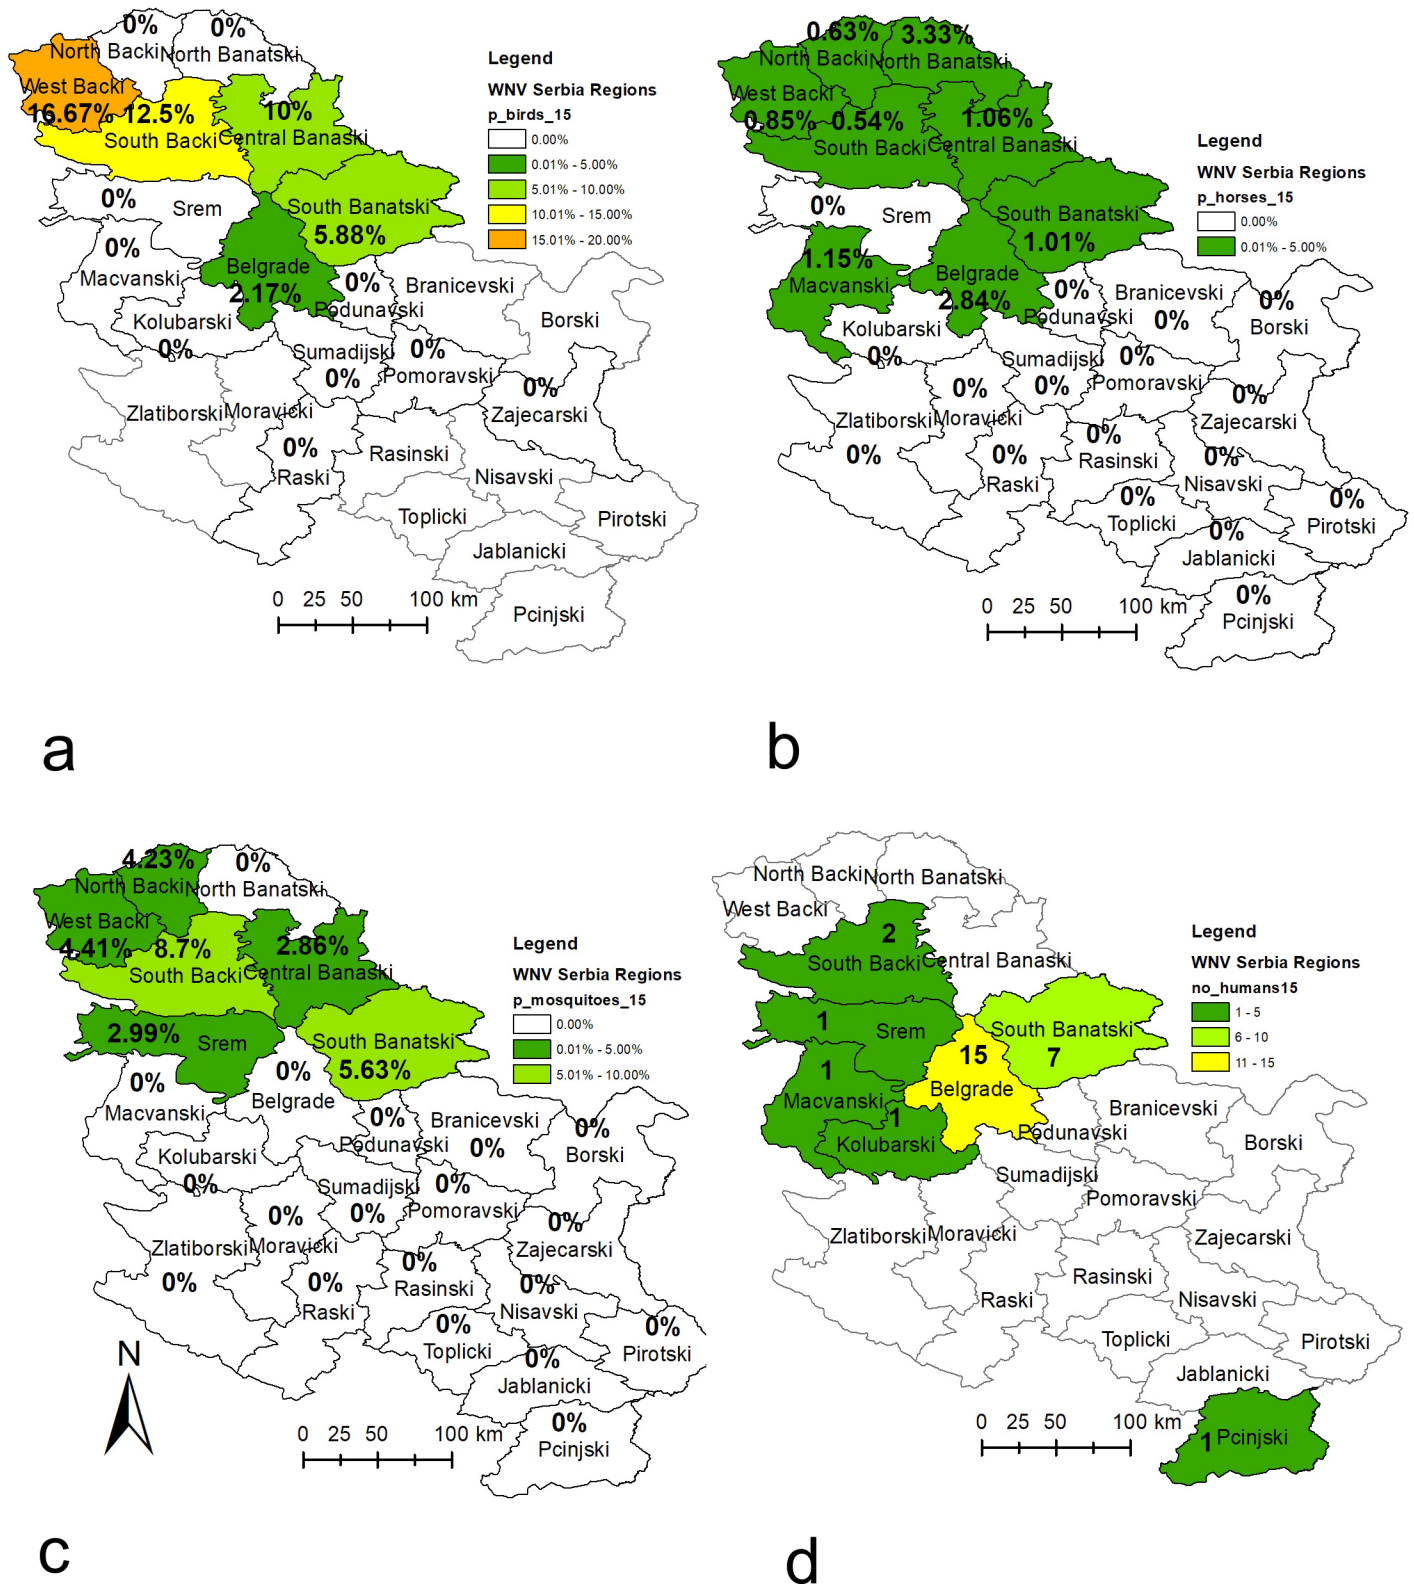 0%
0%
North Backi
North Banatski
West Backi
16.67%
12.5%
South Backi
10%
Central Banaski
0%
Srem
South Banatski
5.88%
0%
Macvanski
Belgrade
2.17%
0%
Podunavski
Branicevski
Kolubarski
0%
Borski
Sumadijski
0%
0%
Pomoravski
0%
Zajecarski
Zlatiborski
Moravicki
0%
Raski
Rasinski
Nisavski
Toplicki
Pirotski
Jablanicki
Pcinjski
0 25 50 100 km
Legend
WNV Serbia Regions
p_birds_15
0.00%
0.01% - 5.00%
5.01% - 10.00%
10.01% - 15.00%
15.01% - 20.00%
a
0.63%
3.33%
North Backi
North Banatski
West Backi
0.85%
0.54%
South Backi
1.06%
Central Banaski
0%
Srem
South Banatski
1.01%
1.15%
Macvanski
Belgrade
2.84%
0%
Podunavski
Branicevski
0%
0%
Borski
Kolubarski
0%
Sumadijski
0%
0%
Pomoravski
0%
Zajecarski
0%
Moravicki
Zlatiborski
0%
0%
Raski
0%
Rasinski
0%
Nisavski
0%
Toplicki
0%
Pirotski
0%
Jablanicki
0%
Pcinjski
0 25 50 100 km
Legend
WNV Serbia Regions
p_horses_15
0.00%
0.01% - 5.00%
b
4.23%
0%
North Backi
North Banatski
West Backi
4.41%
8.7%
South Backi
2.86%
Central Banaski
2.99%
Srem
South Banatski
5.63%
0%
Macvanski
0%
Belgrade
0%
Podunavski
Branicevski
0%
0%
Borski
Kolubarski
0%
Sumadijski
0%
0%
Pomoravski
0%
Zajecarski
0%
Moravicki
Zlatiborski
0%
0%
Raski
0%
Rasinski
0%
Nisavski
0%
Toplicki
0%
Pirotski
0%
Jablanicki
0%
Pcinjski
N
0 25 50 100 km
Legend
WNV Serbia Regions
p_mosquitoes_15
0.00%
0.01% - 5.00%
5.01% - 10.00%
c
North Backi
North Banatski
West Backi
2
South Backi
Central Banaski
1
Srem
South Banatski
7
15
Belgrade
1
Macvanski
1
Kolubarski
Podunavski
Branicevski
Borski
Sumadijski
Pomoravski
Zlatiborski
Moravicki
Zajecarski
Raski
Rasinski
Nisavski
Toplicki
Pirotski
Jablanicki
1 Pcinjski
0 25 50 100 km
Legend
WNV Serbia Regions
no_humans15
1 - 5
6 - 10
11 - 15
d